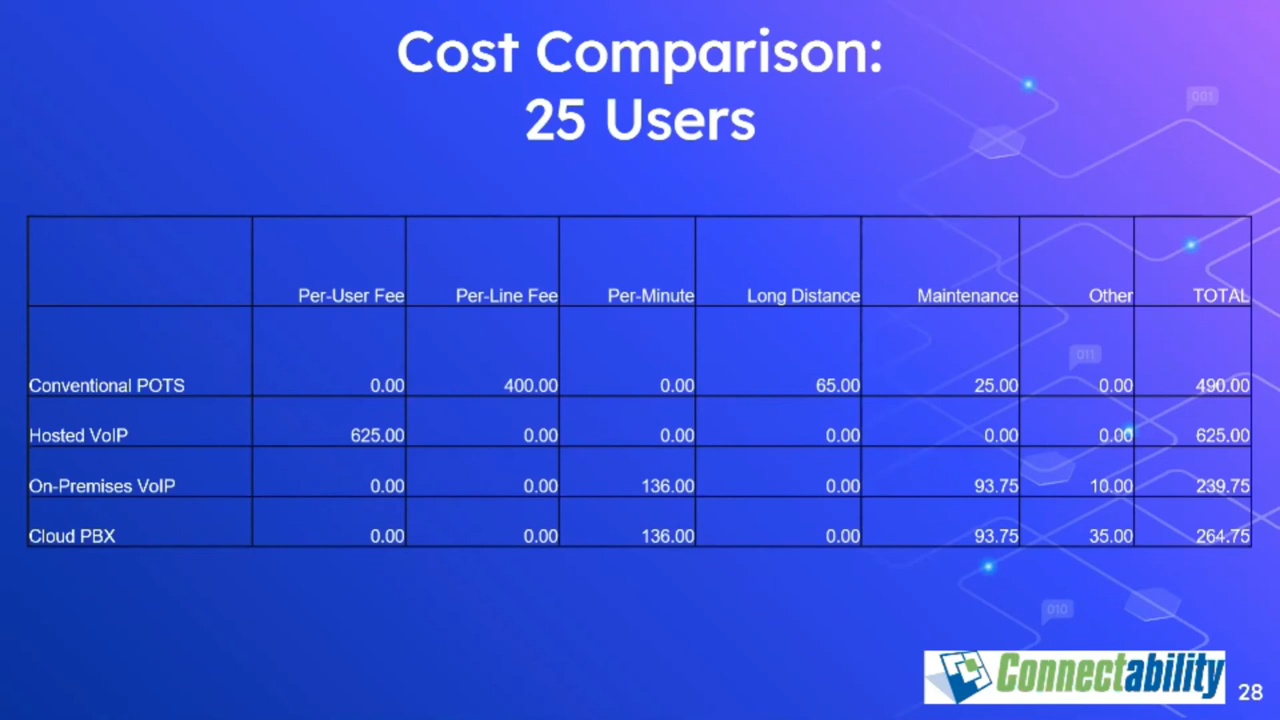 Cost Comparison:
25 Users
001
Per-User Fee Per-Line Fee Per-Minute Long Distance Maintenance Other TOTAL
011
Conventional POTS 0.00 400.00 0.00 65.00 25.00 0.00 490.00
Hosted VoIP 625.00 0.00 0.00 0.00 0.00 0.00 625.00
On-Premises VoIP 0.00 0.00 136.00 0.00 93.75 10.00 239.75
Cloud PBX 0.00 0.00 136.00 0.00 93.75 35.00 264.75
010
Connectability
28